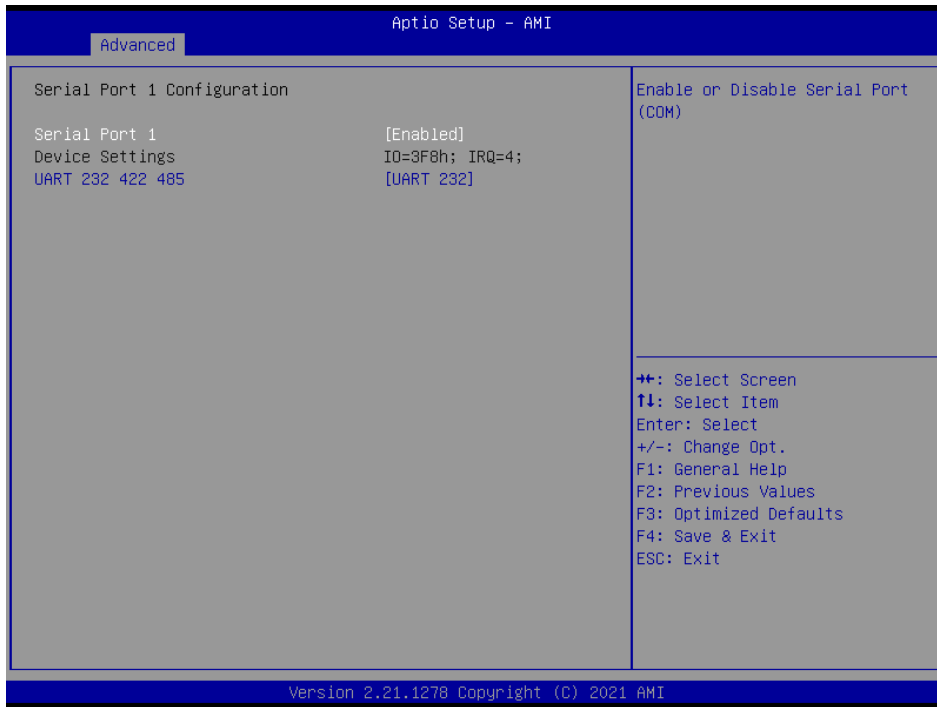 Aptio Setup – AMI
Advanced
Serial Port 1 Configuration
Serial Port 1 [Enabled]
Device Settings IO=3F8h; IRQ=4;
UART 232 422 485 [UART 232]
Enable or Disable Serial Port
(COM)
→←: Select Screen
↑↓: Select Item
Enter: Select
+/-: Change Opt.
F1: General Help
F2: Previous Values
F3: Optimized Defaults
F4: Save & Exit
ESC: Exit
Version 2.21.1278 Copyright (C) 2021 AMI